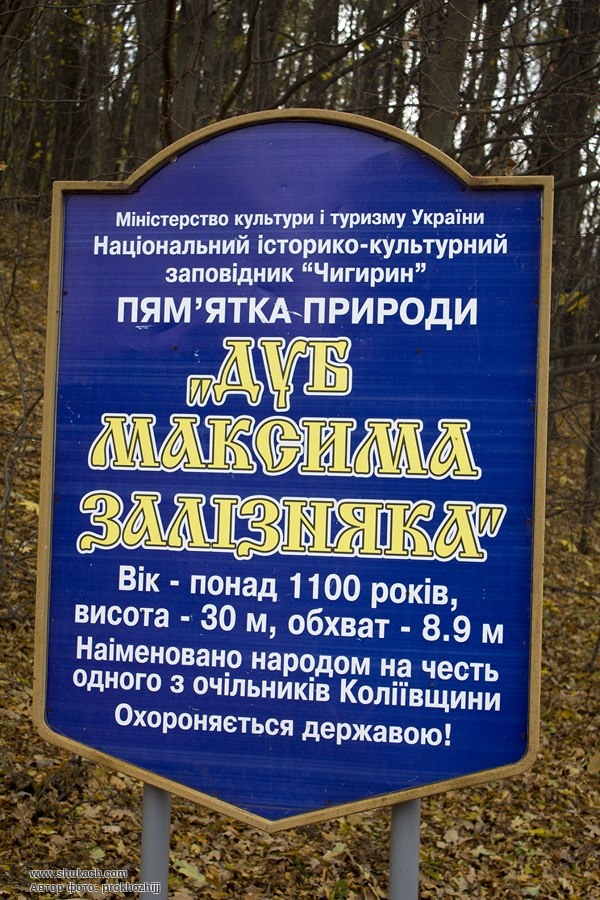 Міністерство культури і туризму України
Національний історико-культурний
заповідник "Чигирин"
ПЯМ'ЯТКА ПРИРОДИ
„ДУБ
МАКСИМА
ЗАЛІЗНЯКА"
Вік - понад 1100 років,
висота - 30 м, обхват - 8.9 м
Наіменовано народом на честь
одного з очільників Коліївщини
Охороняється державою!
www.shukach.com
Автор фото: prokhozhijj